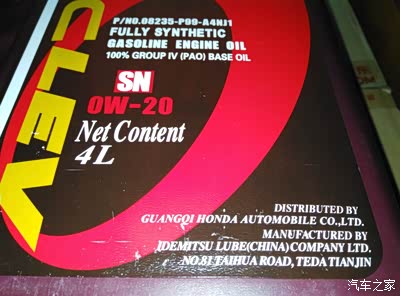 P/NO.08235-P99-A4NJ1
FULLY SYNTHETIC
GASOLINE ENGINE OIL
100% GROUP IV (PAO) BASE OIL
SN
0W-20
Net Content
4L
CLEV
DISTRIBUTED BY
GUANGQI HONDA AUTOMOBILE CO.,LTD.
MANUFACTURED BY
IDEMITSU LUBE(CHINA)COMPANY LTD.
NO.81 TAIHUA ROAD, TEDA TIANJIN
汽车之家